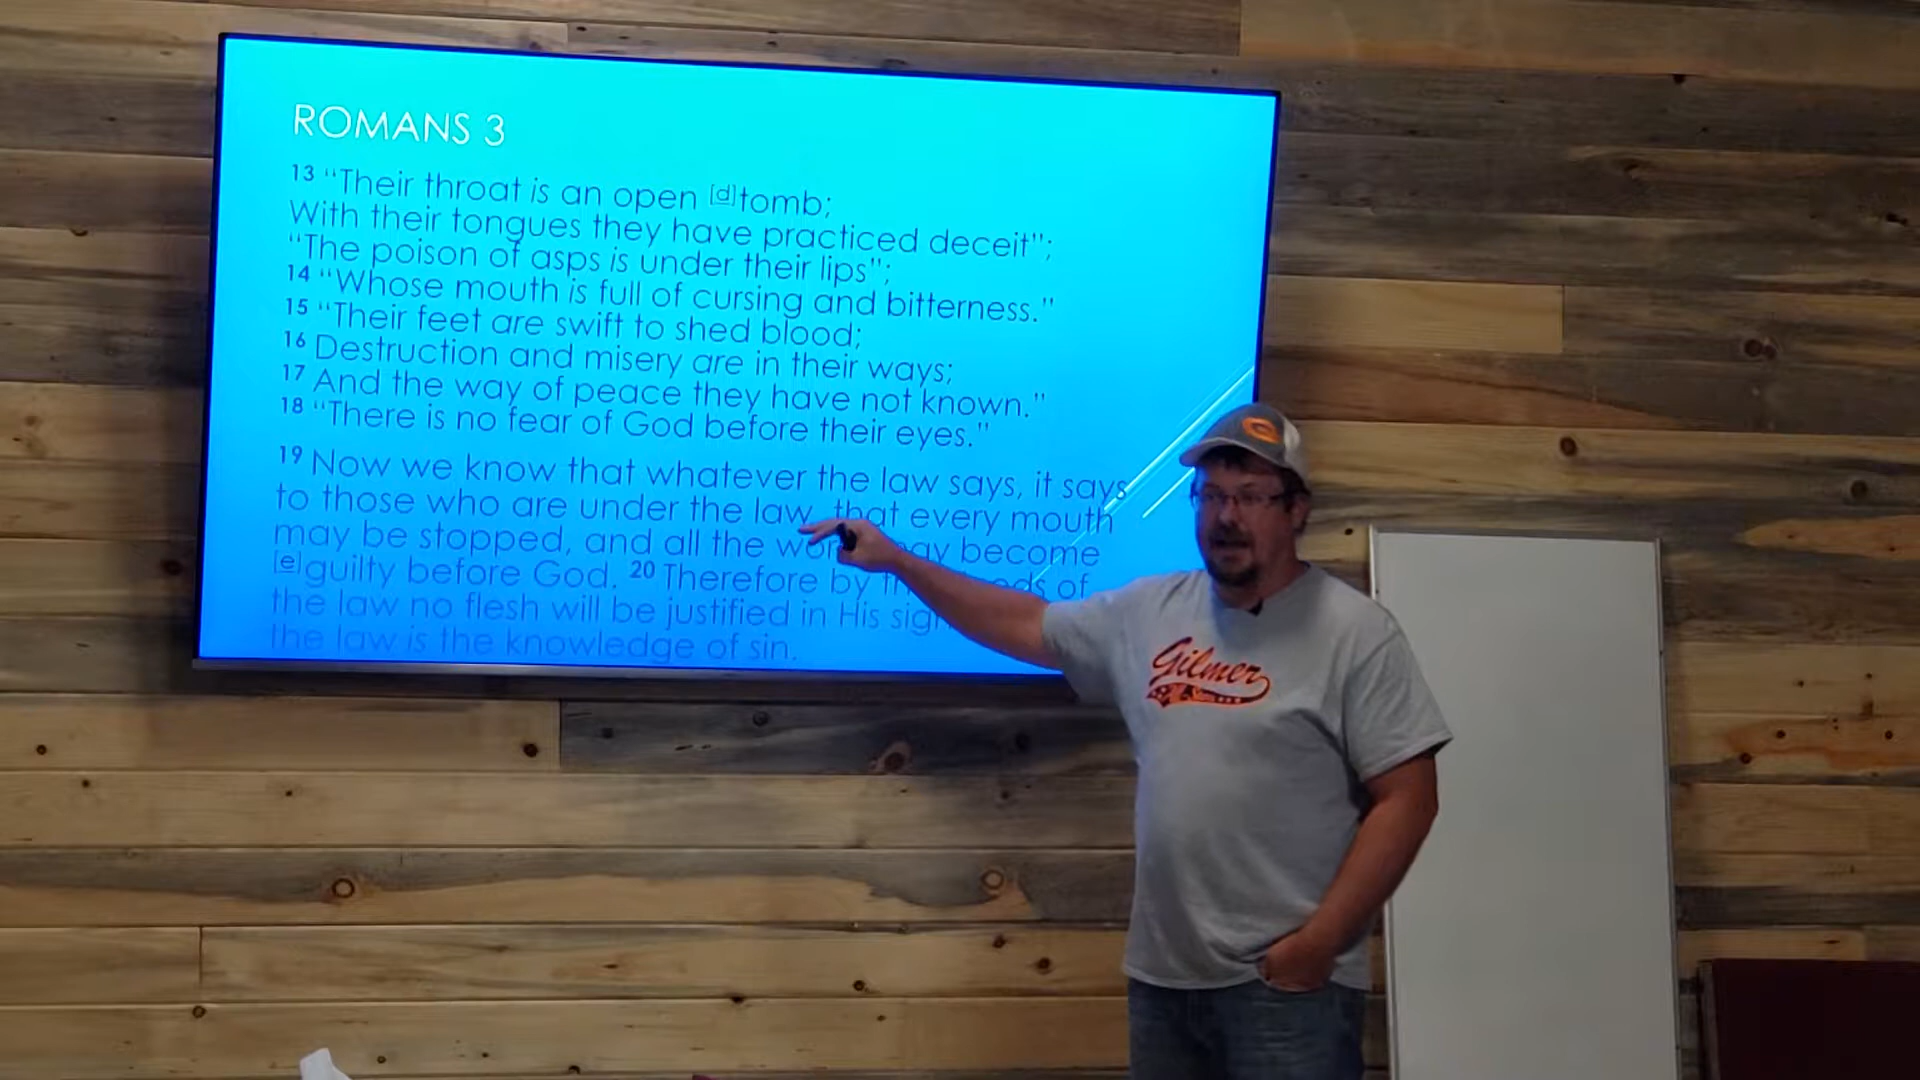 ROMANS 3
13 "Their throat is an open [d]tomb;
With their tongues they have practiced deceit";
"The poison of asps is under their lips";
14 "Whose mouth is full of cursing and bitterness."
15 "Their feet are swift to shed blood;
16 Destruction and misery are in their ways;
17 And the way of peace they have not known."
18 "There is no fear of God before their eyes."
19 Now we know that whatever the law says, it says
to those who are under the law, that every mouth
may be stopped, and all the may become
[e]guilty before God. 20 Therefore by of
the law no flesh will be justified in His
the law is the knowledge of sin.
G
Gilmer